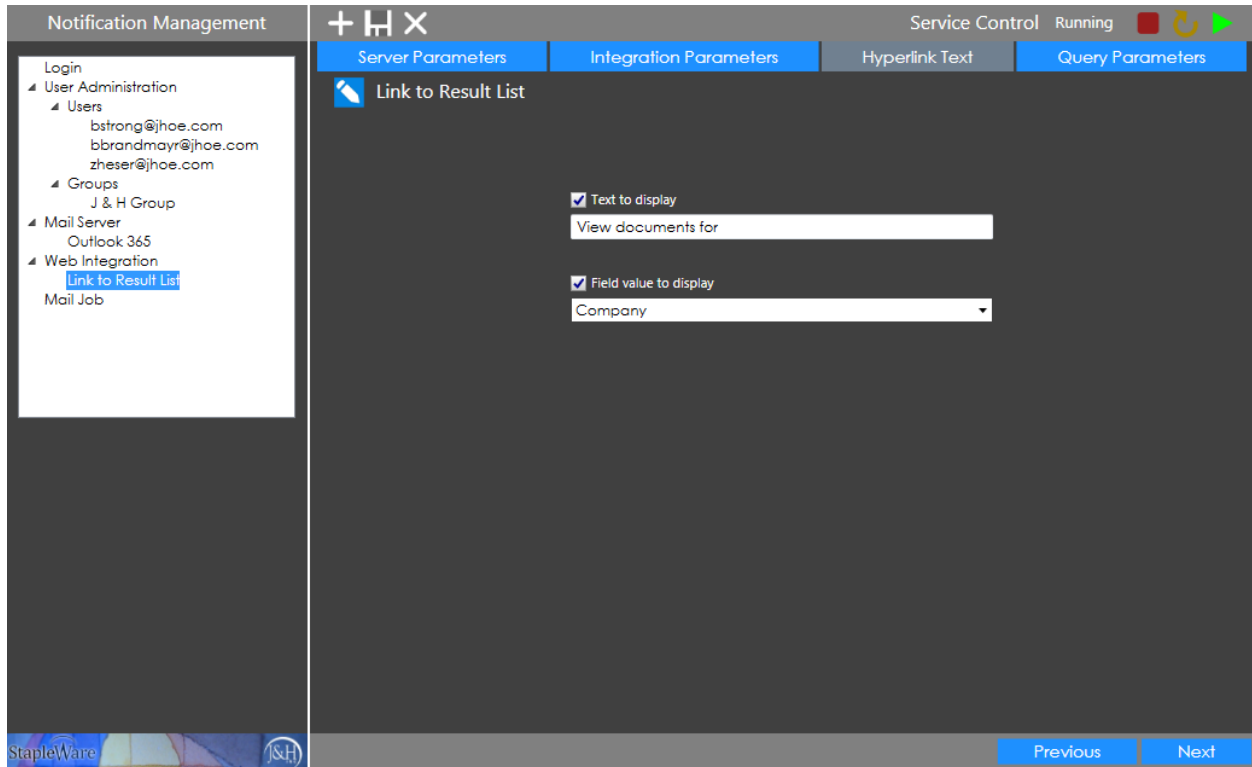 Notification Management
Service Control Running
Server Parameters Integration Parameters Hyperlink Text Query Parameters
Link to Result List
Login
User Administration
Users
bstrong@jhoe.com
bbrandmayr@jhoe.com
zheser@jhoe.com
Groups
J & H Group
Mail Server
Outlook 365
Web Integration
Link to Result List
Mail Job
Text to display
View documents for
Field value to display
Company
StapleWare J&H
Previous Next